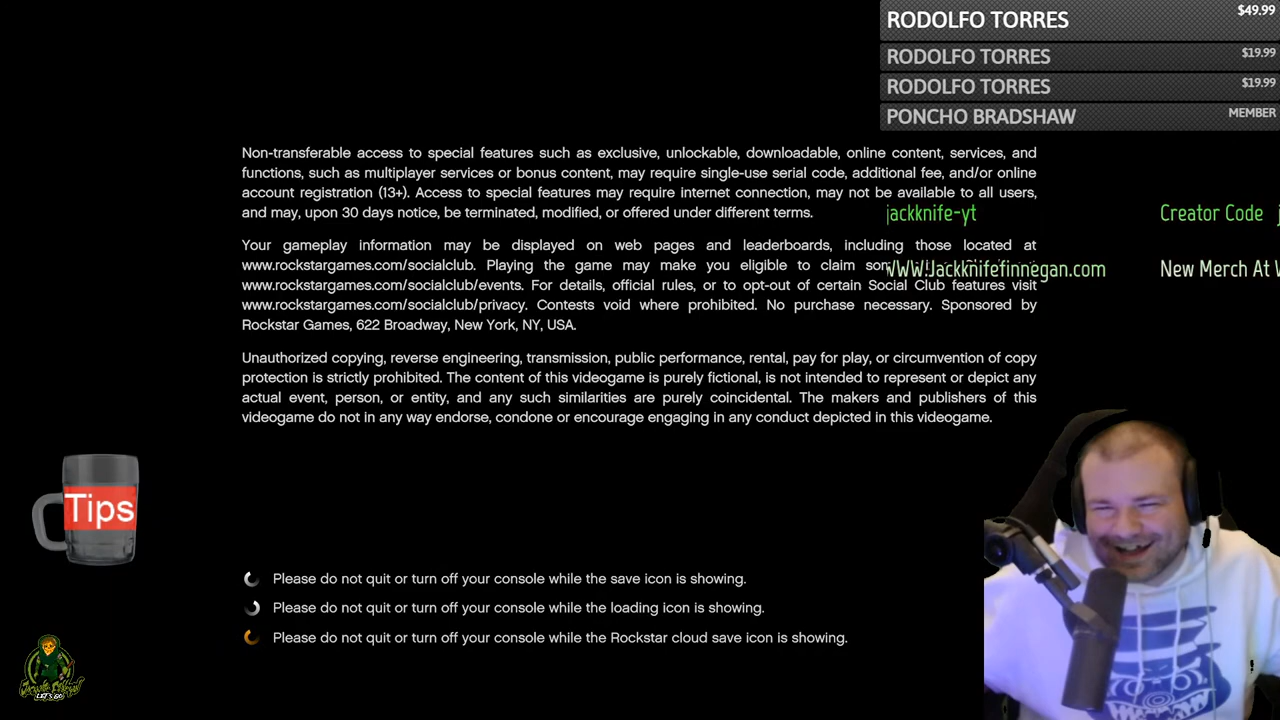 RODOLFO TORRES $49.99
RODOLFO TORRES $19.99
RODOLFO TORRES $19.99
PONCHO BRADSHAW MEMBER
Non-transferable access to special features such as exclusive, unlockable, downloadable, online content, services, and
functions, such as multiplayer services or bonus content, may require single-use serial code, additional fee, and/or online
account registration (13+). Access to special features may require internet connection, may not be available to all users,
and may, upon 30 days notice, be terminated, modified, or offered under different terms.
jackknife-yt Creator Code
Your gameplay information may be displayed on web pages and leaderboards, including those located at
www.rockstargames.com/socialclub. Playing the game may make you eligible to claim
WWW.Jackknifefinnegan.com New Merch At
www.rockstargames.com/socialclub/events. For details, official rules, or to opt-out of certain Social Club features visit
www.rockstargames.com/socialclub/privacy. Contests void where prohibited. No purchase necessary. Sponsored by
Rockstar Games, 622 Broadway, New York, NY, USA.
Unauthorized copying, reverse engineering, transmission, public performance, rental, pay for play, or circumvention of copy
protection is strictly prohibited. The content of this videogame is purely fictional, is not intended to represent or depict any
actual event, person, or entity, and any such similarities are purely coincidental. The makers and publishers of this
videogame do not in any way endorse, condone or encourage engaging in any conduct depicted in this videogame.
Tips
Please do not quit or turn off your console while the save icon is showing.
Please do not quit or turn off your console while the loading icon is showing.
Please do not quit or turn off your console while the Rockstar cloud save icon is showing.
LET'S GO